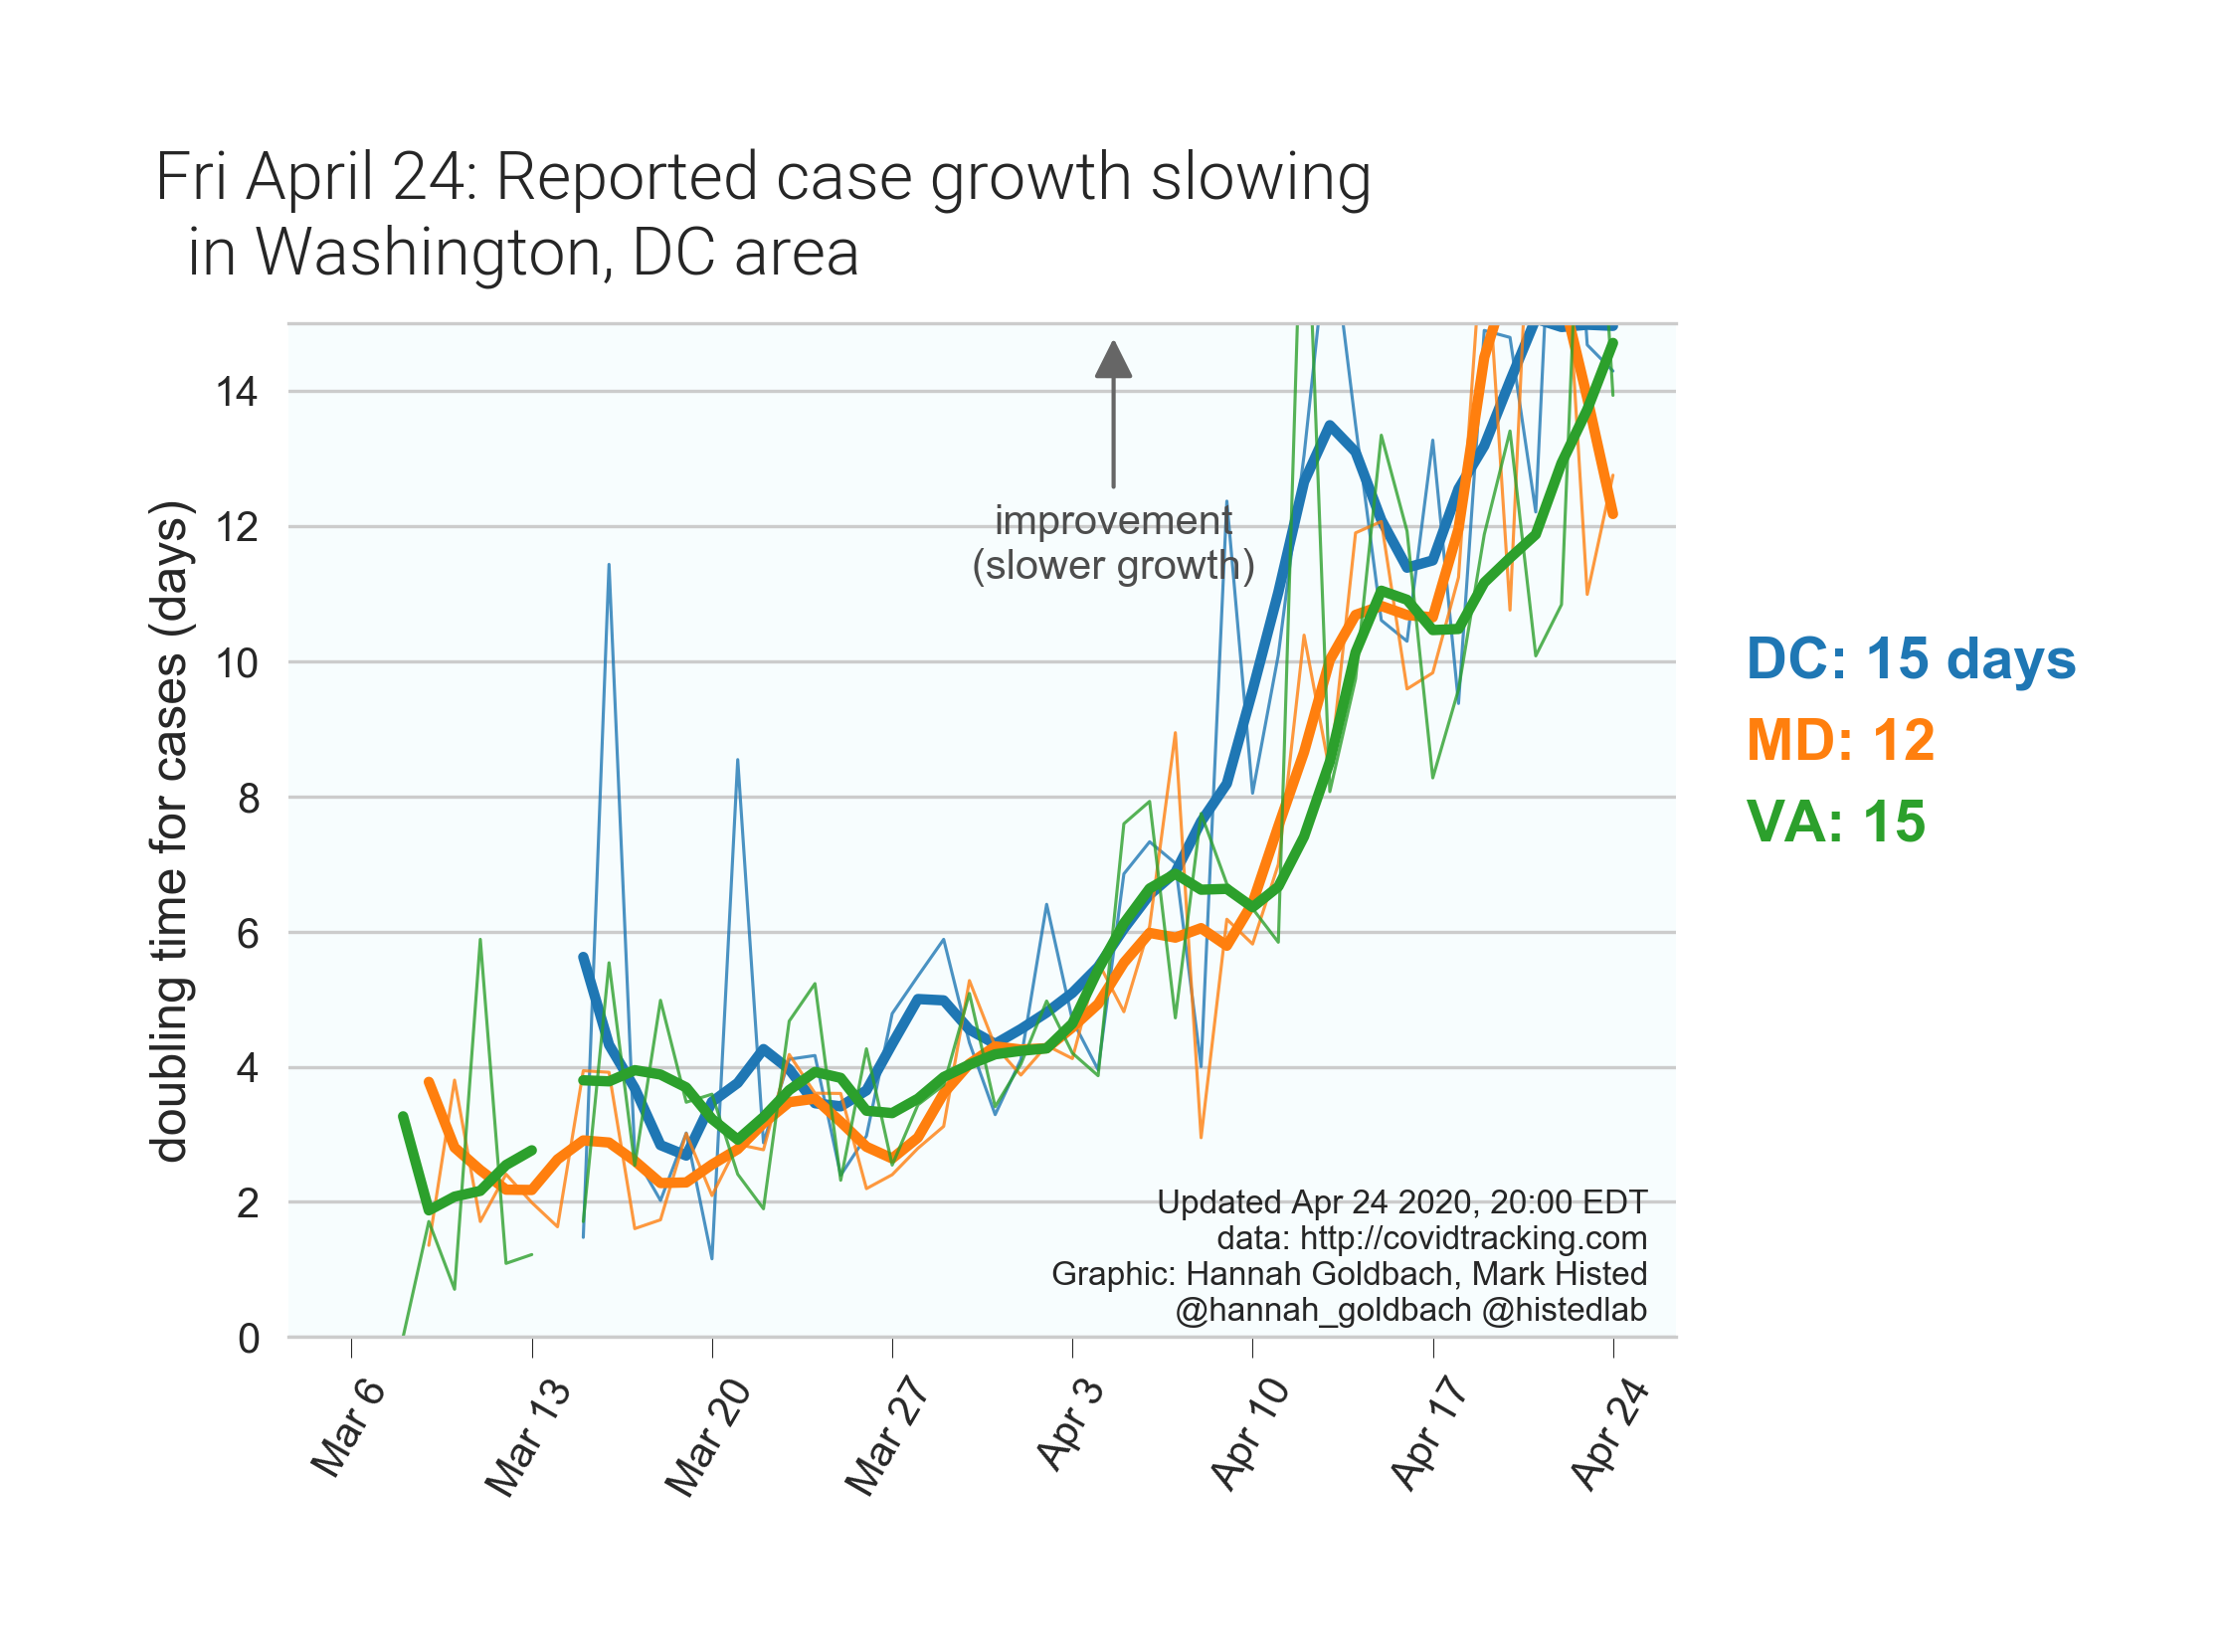 Fri April 24: Reported case growth slowing
in Washington, DC area
doubling time for cases (days)
14
12
10
8
6
4
2
0
improvement
(slower growth)
DC: 15 days
MD: 12
VA: 15
Updated Apr 24 2020, 20:00 EDT
data: http://covidtracking.com
Graphic: Hannah Goldbach, Mark Histed
@hannah_goldbach @histedlab
Mar 6
Mar 13
Mar 20
Mar 27
Apr 3
Apr 10
Apr 17
Apr 24